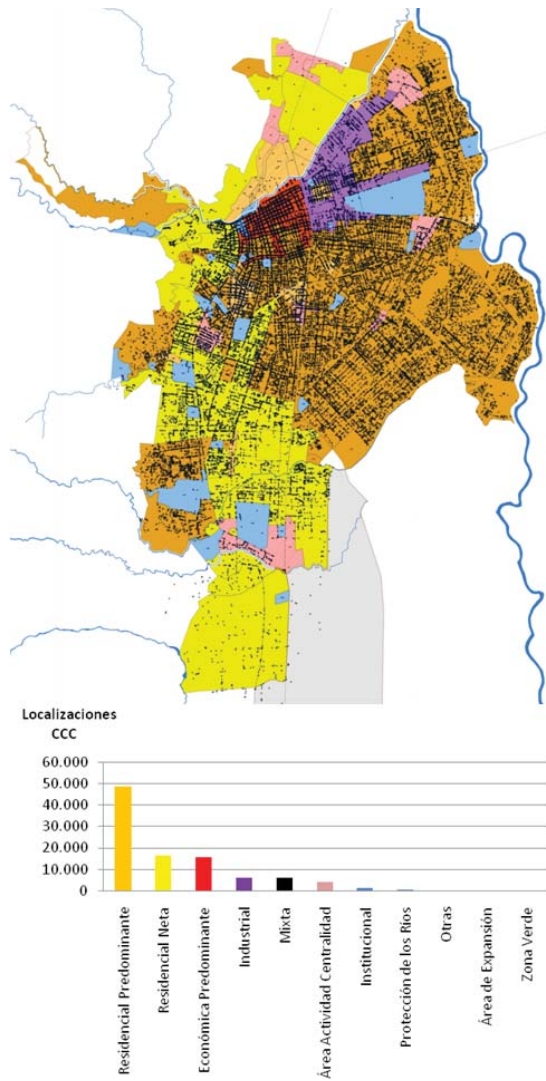 Localizaciones
CCC
60.000
50.000
40.000
30.000
20.000
10.000
0
Residencial Predominante
Residencial Neta
Económica Predominante
Industrial
Mixta
Área Actividad Centralidad
Institucional
Protección de los Ríos
Otras
Área de Expansión
Zona Verde